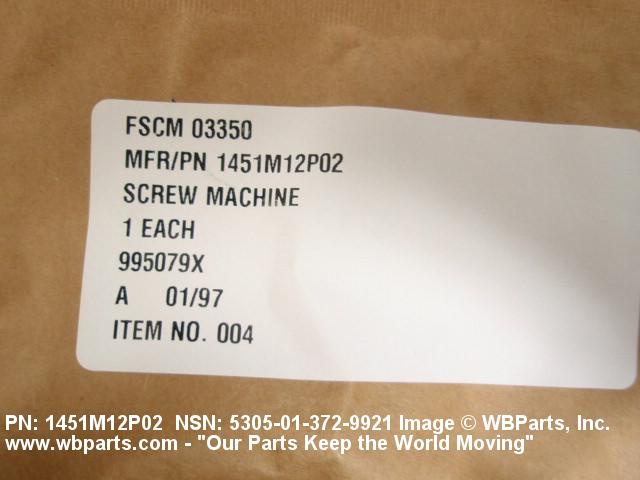 FSCM 03350
MFR/PN 1451M12P02
SCREW MACHINE
1 EACH
995079X
A 01/97
ITEM NO. 004
PN: 1451M12P02 NSN: 5305-01-372-9921 Image © WBParts, Inc.
www.wbparts.com - "Our Parts Keep the World Moving"